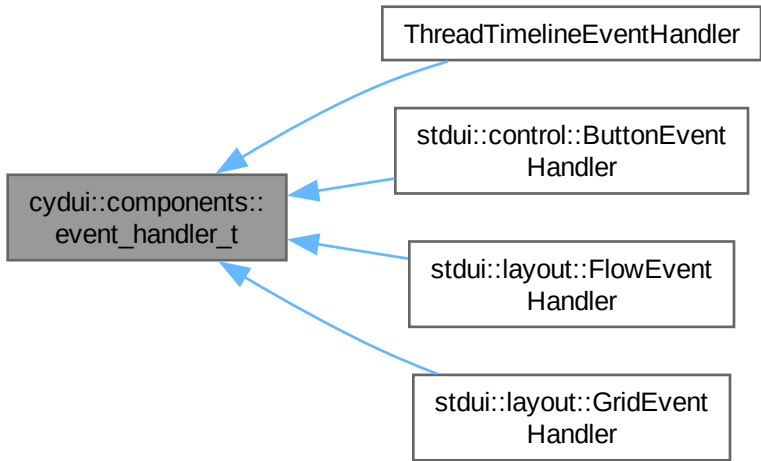 ThreadTimelineEventHandler
stdui::control::ButtonEvent
Handler
cydui::components::
event_handler_t
stdui::layout::FlowEvent
Handler
stdui::layout::GridEvent
Handler